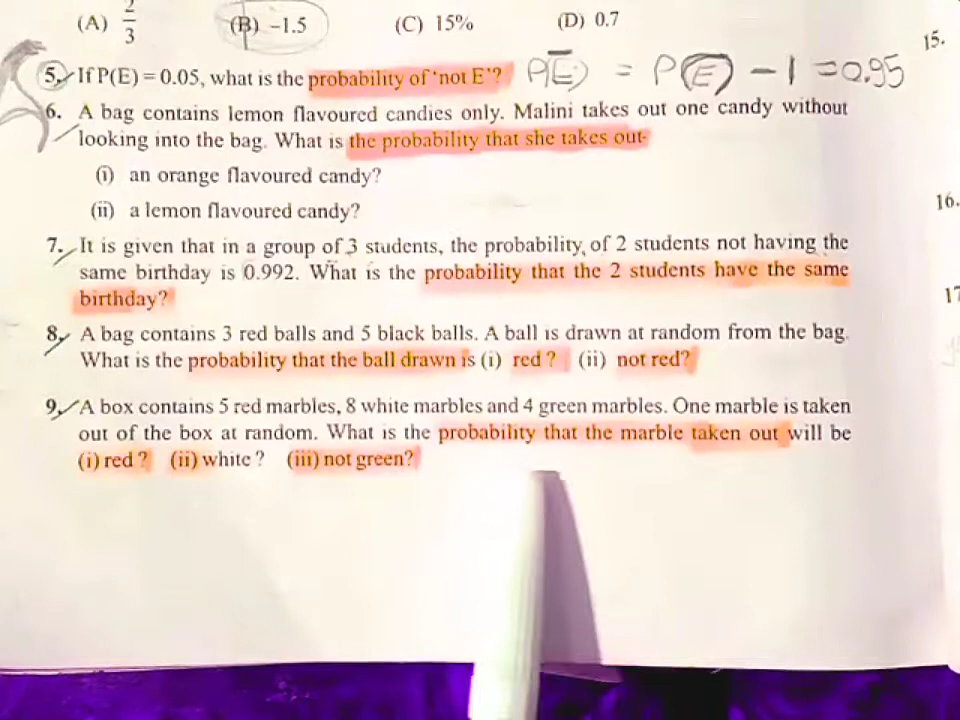 (A) 2/3 (B) –1.5 (C) 15% (D) 0.7
15.
5. If P(E) = 0.05, what is the probability of ‘not E’? P(E̅) = P(E̅) – 1 = 0.95
6. A bag contains lemon flavoured candies only. Malini takes out one candy without
looking into the bag. What is the probability that she takes out
(i) an orange flavoured candy?
(ii) a lemon flavoured candy?
16.
7. It is given that in a group of 3 students, the probability of 2 students not having the
same birthday is 0.992. What is the probability that the 2 students have the same
birthday?
17
8. A bag contains 3 red balls and 5 black balls. A ball is drawn at random from the bag.
What is the probability that the ball drawn is (i) red ? (ii) not red?
9. A box contains 5 red marbles, 8 white marbles and 4 green marbles. One marble is taken
out of the box at random. What is the probability that the marble taken out will be
(i) red ? (ii) white ? (iii) not green?